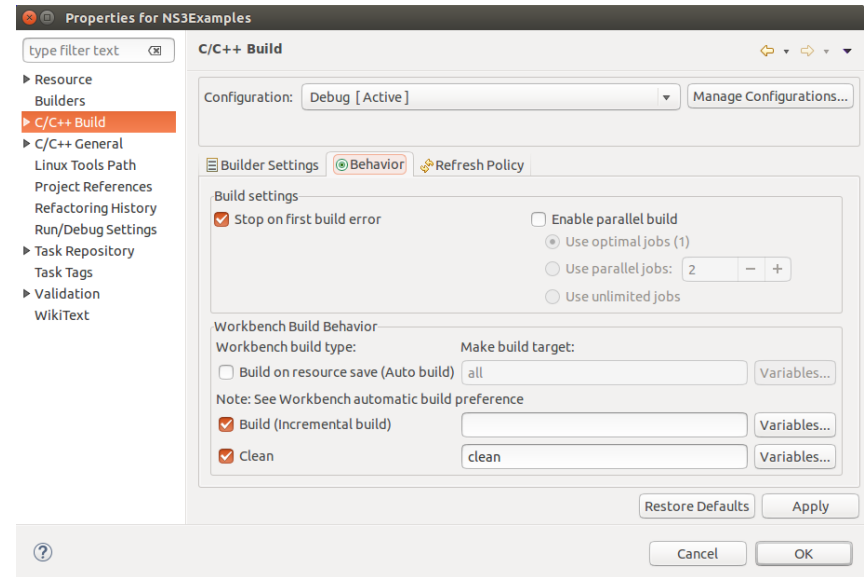 Properties for NS3Examples
type filter text
C/C++ Build
Resource
Builders
C/C++ Build
C/C++ General
Linux Tools Path
Project References
Refactoring History
Run/Debug Settings
Task Repository
Task Tags
Validation
WikiText
Configuration: Debug [ Active ] Manage Configurations...
Builder Settings Behavior Refresh Policy
Build settings
Stop on first build error Enable parallel build
Use optimal jobs (1)
Use parallel jobs: 2 − +
Use unlimited jobs
Workbench Build Behavior
Workbench build type: Make build target:
Build on resource save (Auto build) all Variables...
Note: See Workbench automatic build preference
Build (Incremental build) Variables...
Clean clean Variables...
Restore Defaults Apply
? Cancel OK